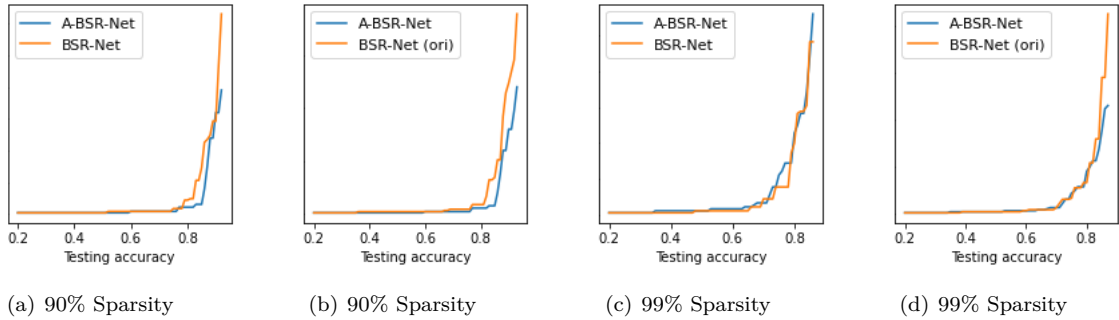 A-BSR-Net
BSR-Net
0.2 0.4 0.6 0.8
Testing accuracy
(a) 90% Sparsity
A-BSR-Net
BSR-Net (ori)
0.2 0.4 0.6 0.8
Testing accuracy
(b) 90% Sparsity
A-BSR-Net
BSR-Net
0.2 0.4 0.6 0.8
Testing accuracy
(c) 99% Sparsity
A-BSR-Net
BSR-Net (ori)
0.2 0.4 0.6 0.8
Testing accuracy
(d) 99% Sparsity